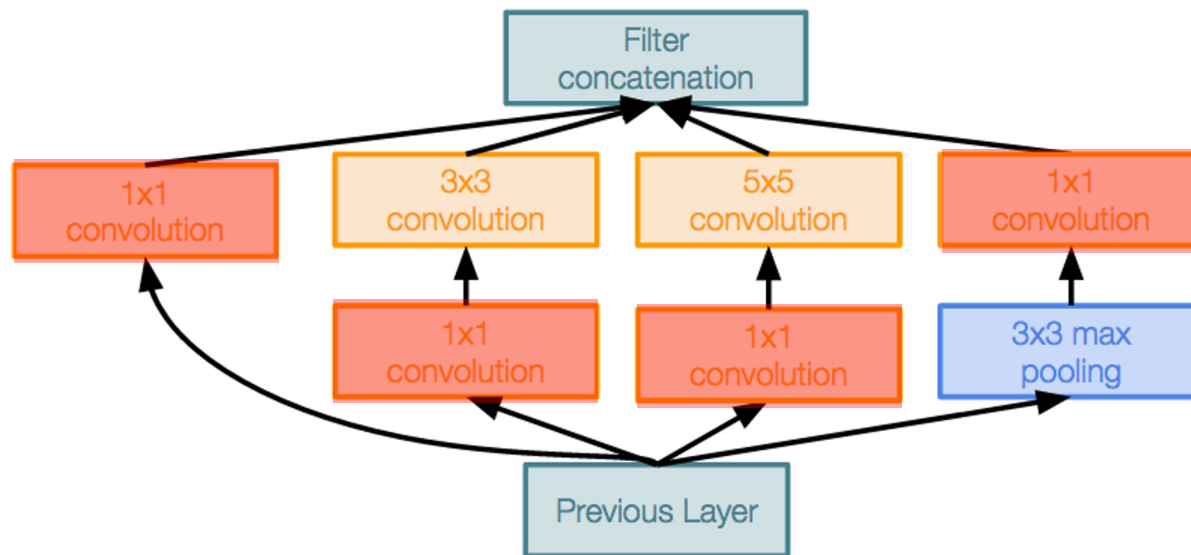 Filter
concatenation
1x1
convolution
3x3
convolution
5x5
convolution
1x1
convolution
1x1
convolution
1x1
convolution
3x3 max
pooling
Previous Layer